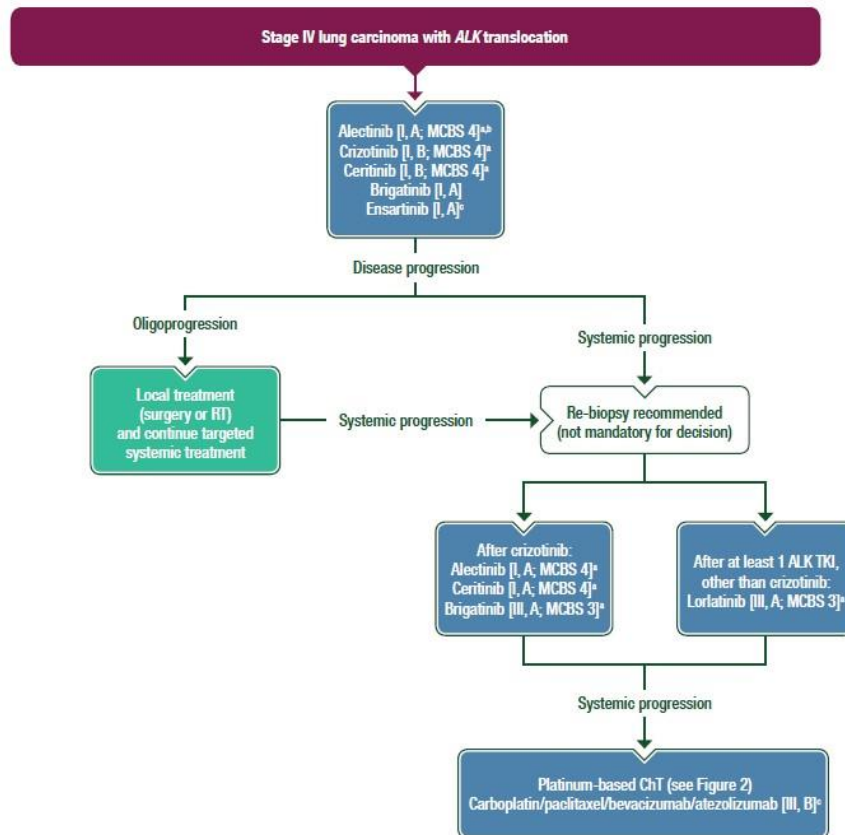 Stage IV lung carcinoma with ALK translocation
Alectinib [I, A; MCBS 4]ᵃ,ᵇ
Crizotinib [I, B; MCBS 4]ᵃ
Ceritinib [I, B; MCBS 4]ᵃ
Brigatinib [I, A]
Ensartinib [I, A]ᶜ
Disease progression
Oligoprogression
Systemic progression
Local treatment
(surgery or RT)
and continue targeted
systemic treatment
Systemic progression
Re-biopsy recommended
(not mandatory for decision)
After crizotinib:
Alectinib [I, A; MCBS 4]ᵃ
Ceritinib [I, A; MCBS 4]ᵃ
Brigatinib [III, A; MCBS 3]ᵃ
After at least 1 ALK TKI,
other than crizotinib:
Lorlatinib [III, A; MCBS 3]ᵃ
Systemic progression
Platinum-based ChT (see Figure 2)
Carboplatin/paclitaxel/bevacizumab/atezolizumab [III, B]ᶜ